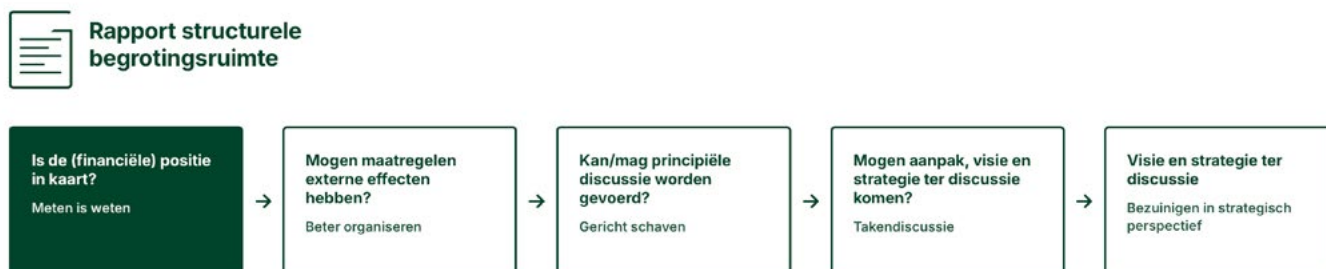 Rapport structurele
begrotingsruimte
Is de (financiële) positie
in kaart?
Meten is weten
→
Mogen maatregelen
externe effecten
hebben?
Beter organiseren
→
Kan/mag principiële
discussie worden
gevoerd?
Gericht schaven
→
Mogen aanpak, visie en
strategie ter discussie
komen?
Takendiscussie
→
Visie en strategie ter
discussie
Bezuinigen in strategisch
perspectief